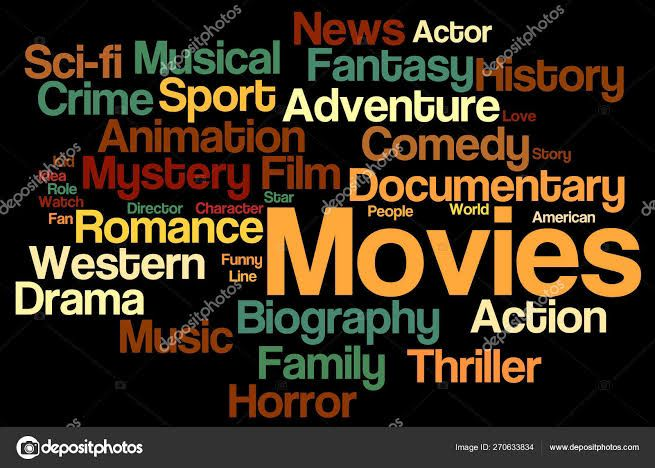 News Actor
Sci-fi Musical Fantasy History
Crime Sport Adventure Love
Animation Comedy Story
Kid
Idea Mystery Film Documentary
Role
Watch Director Character Star People World American
Fan Romance Movies
Western Funny
Line
Drama Biography Action
Music Family Thriller
Horror
depositphotos
Image ID: 270633834 www.depositphotos.com